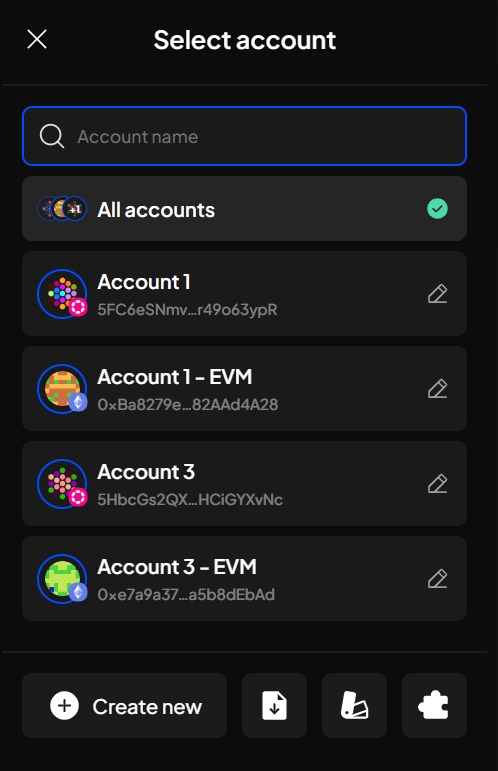 Select account
Account name
+1
All accounts
Account 1
5FC6eSNmv...r49o63ypR
Account 1 - EVM
0xBa8279e...82AAd4A28
Account 3
5HbcGs2QX...HCiGYXvNc
Account 3 - EVM
0xe7a9a37...a5b8dEbAd
Create new